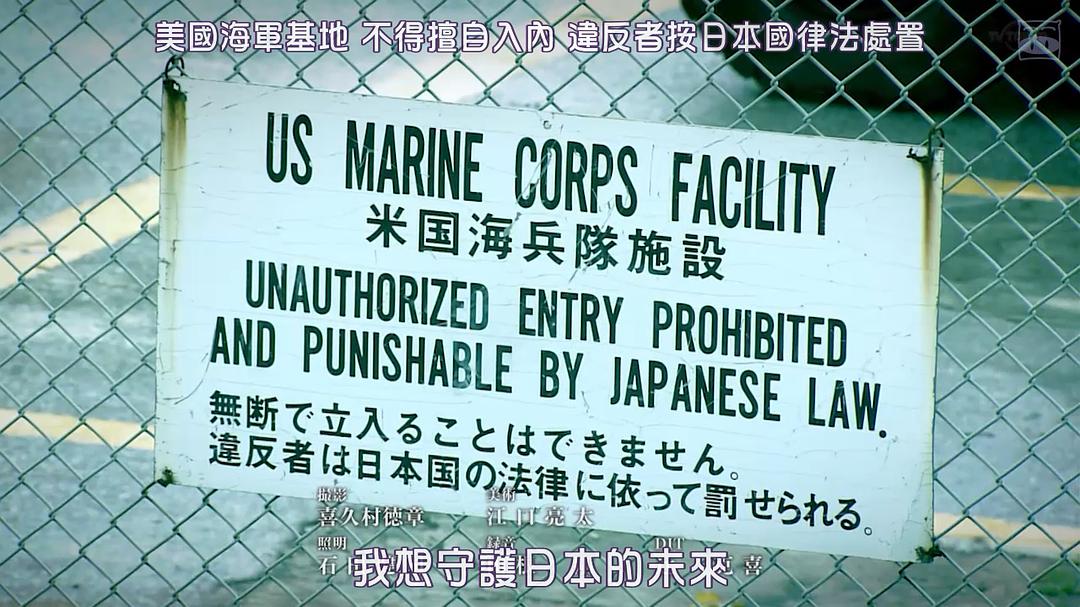 美國海軍基地 不得擅自入內 違反者按日本國律法處置
US MARINE CORPS FACILITY
米国海兵隊施設
UNAUTHORIZED ENTRY PROHIBITED
AND PUNISHABLE BY JAPANESE LAW.
無断で立入ることはできません。
違反者は日本国の法律に依って罰せられる。
撮影 美術
喜久村徳章 江口亮太
照明 録音 DIT
石 喜
我想守護日本的未來